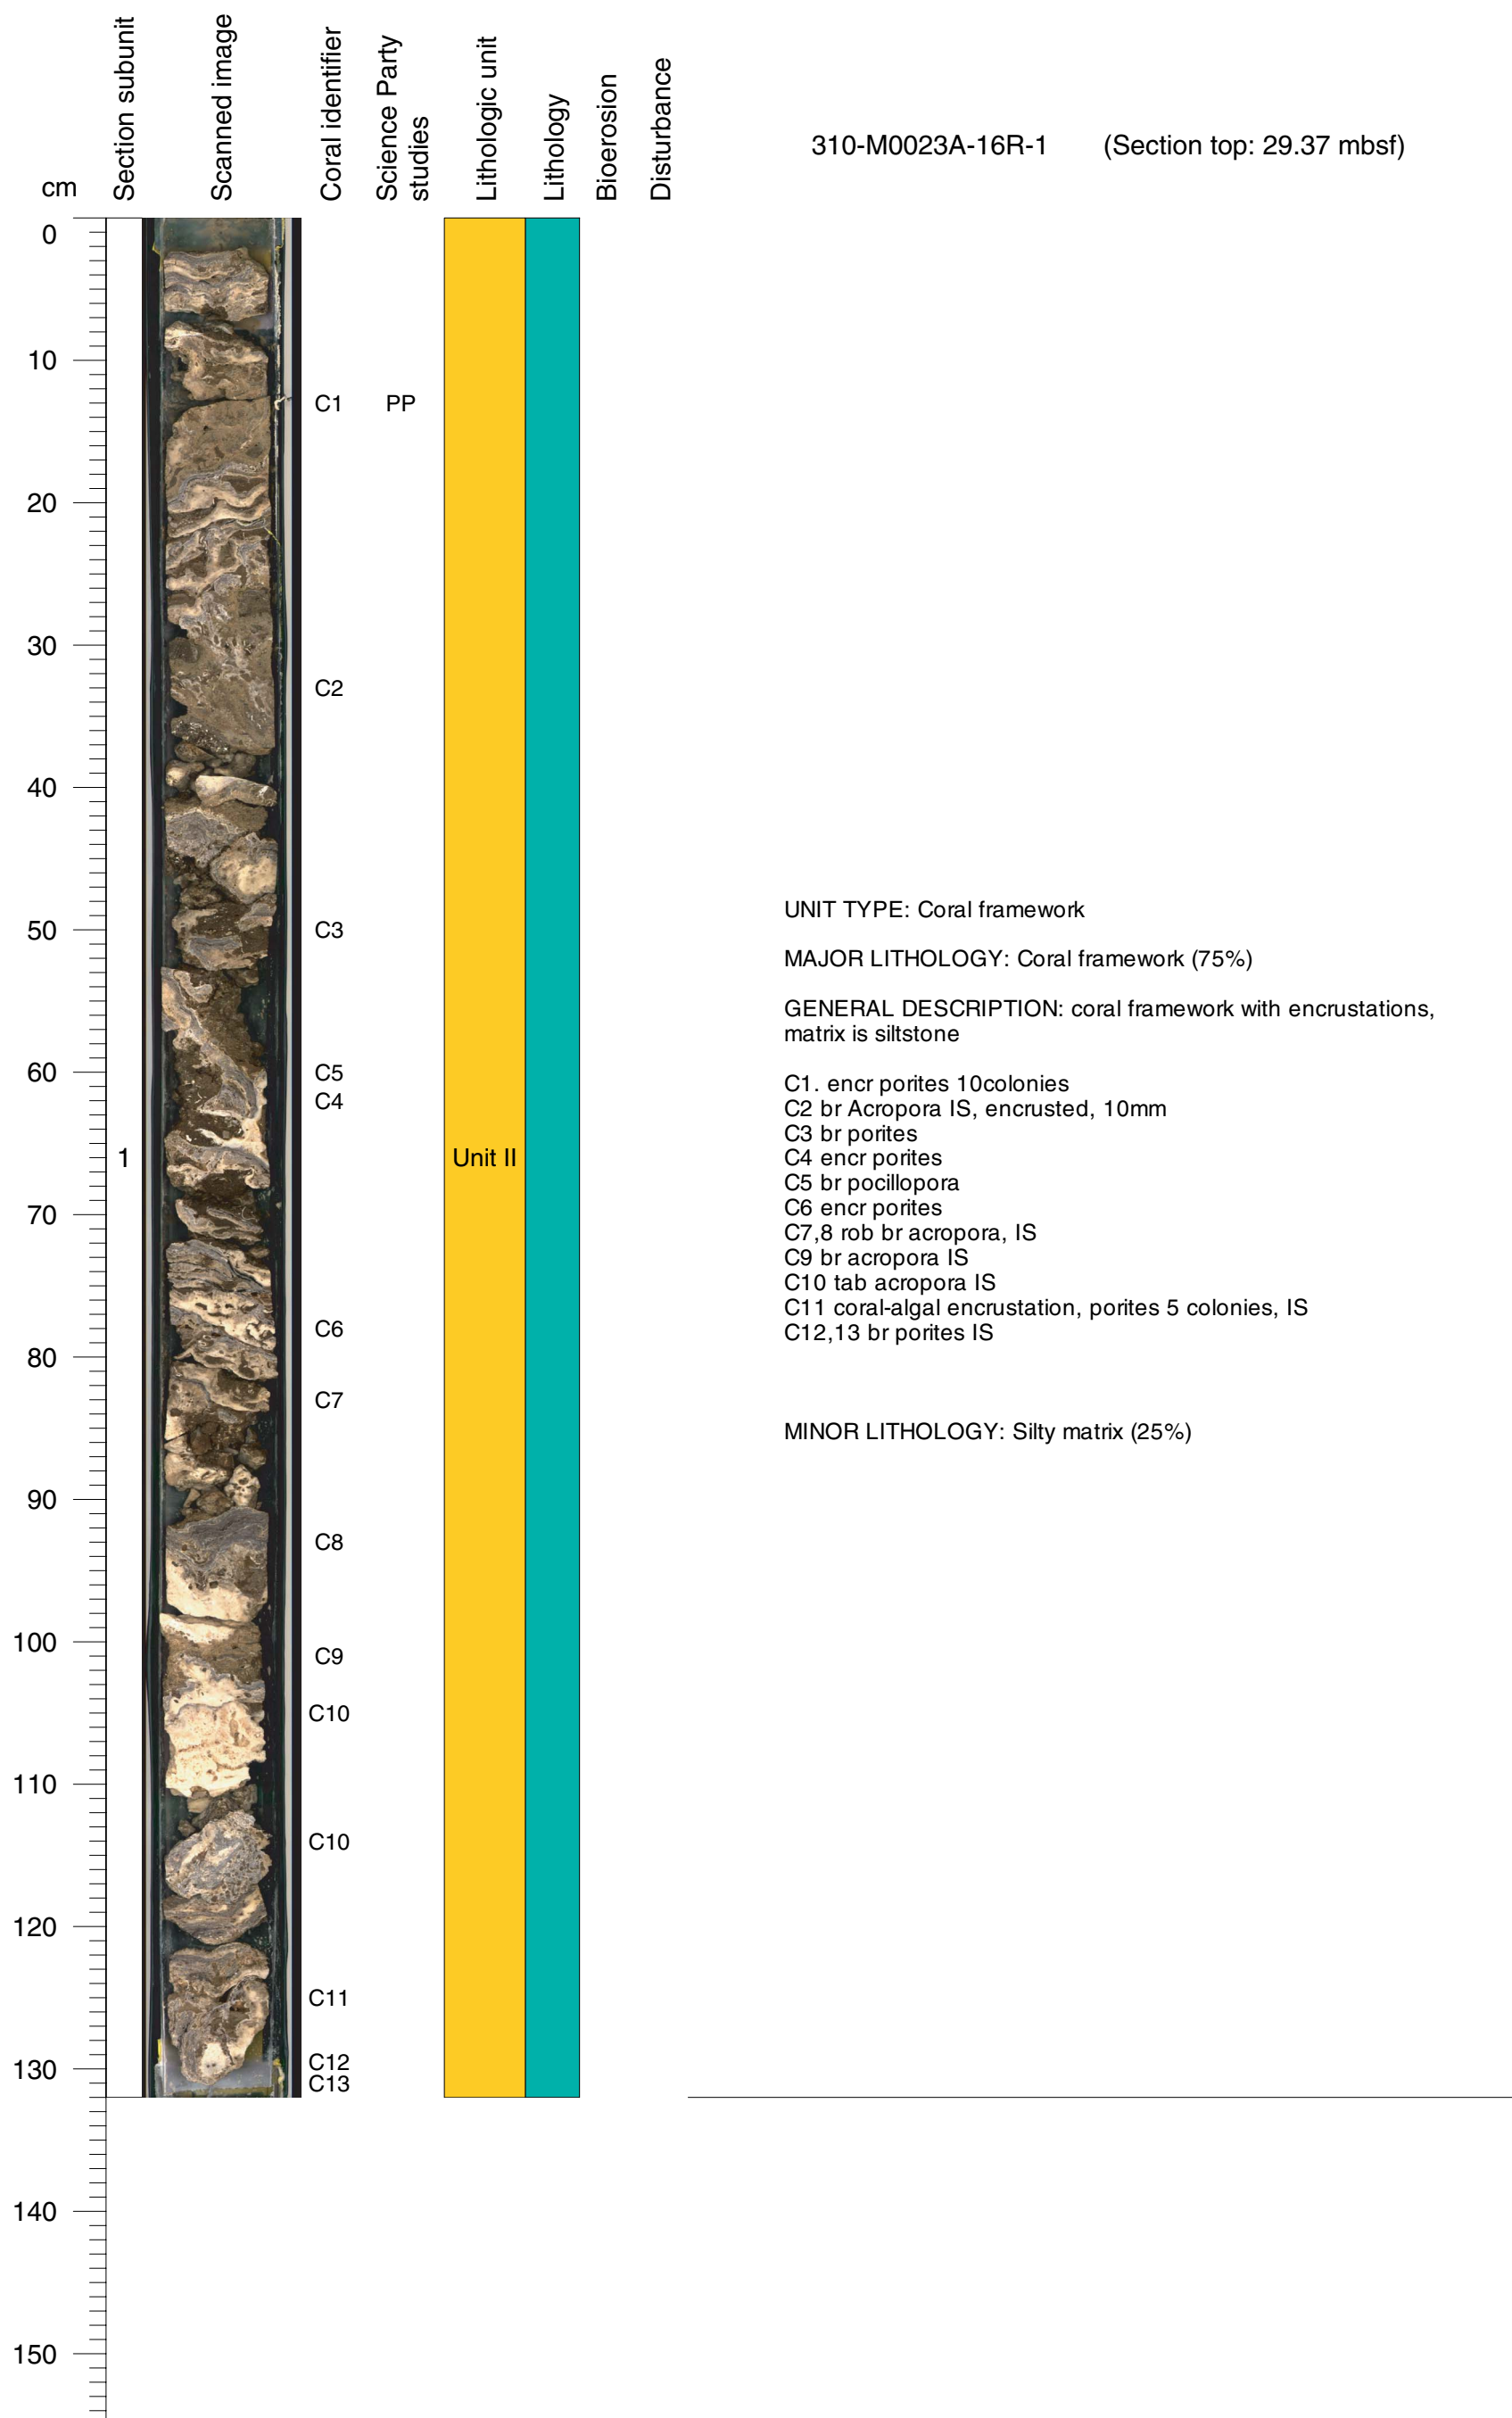 Section subunit
Scanned image
Coral identifier
Science Party
studies
Lithologic unit
Lithology
Bioerosion
Disturbance
310-M0023A-16R-1 (Section top: 29.37 mbsf)
cm
0
10
C1 PP
20
30
C2
40
50 C3
60 C5
C4
1 Unit II
70
C6
80
C7
90
C8
100
C9
C10
110
C10
120
C11
130 C12
C13
140
150
UNIT TYPE: Coral framework
MAJOR LITHOLOGY: Coral framework (75%)
GENERAL DESCRIPTION: coral framework with encrustations,
matrix is siltstone
C1. encr porites 10colonies
C2 br Acropora IS, encrusted, 10mm
C3 br porites
C4 encr porites
C5 br pocillopora
C6 encr porites
C7,8 rob br acropora, IS
C9 br acropora IS
C10 tab acropora IS
C11 coral-algal encrustation, porites 5 colonies, IS
C12,13 br porites IS
MINOR LITHOLOGY: Silty matrix (25%)